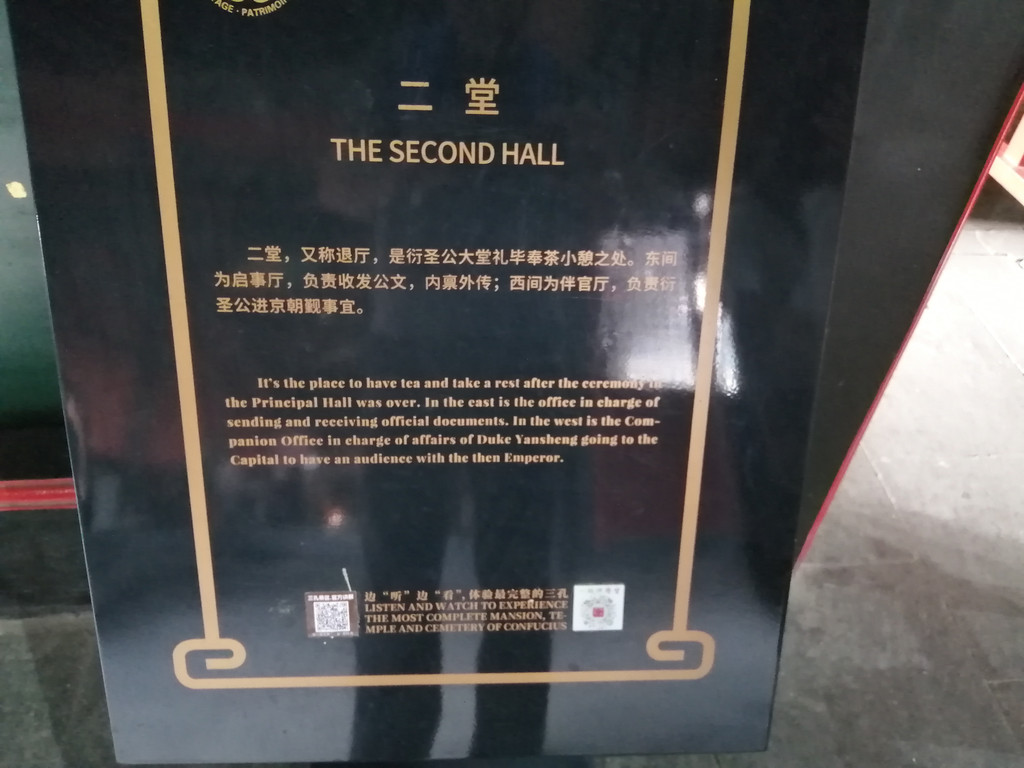 AGE · PATRIMOI
二堂
THE SECOND HALL
二堂，又称退厅，是衍圣公大堂礼毕奉茶小憩之处。东间
为启事厅，负责收发公文，内禀外传；西间为伴官厅，负责衍
圣公进京朝觐事宜。
It's the place to have tea and take a rest after the ceremony in
the Principal Hall was over. In the east is the office in charge of
sending and receiving official documents. In the west is the Com-
panion Office in charge of affairs of Duke Yansheng going to the
Capital to have an audience with the then Emperor.
边“听”边“看”，体验最完整的三孔
LISTEN AND WATCH TO EXPERIENCE
THE MOST COMPLETE MANSION, TE-
MPLE AND CEMETERY OF CONFUCIUS